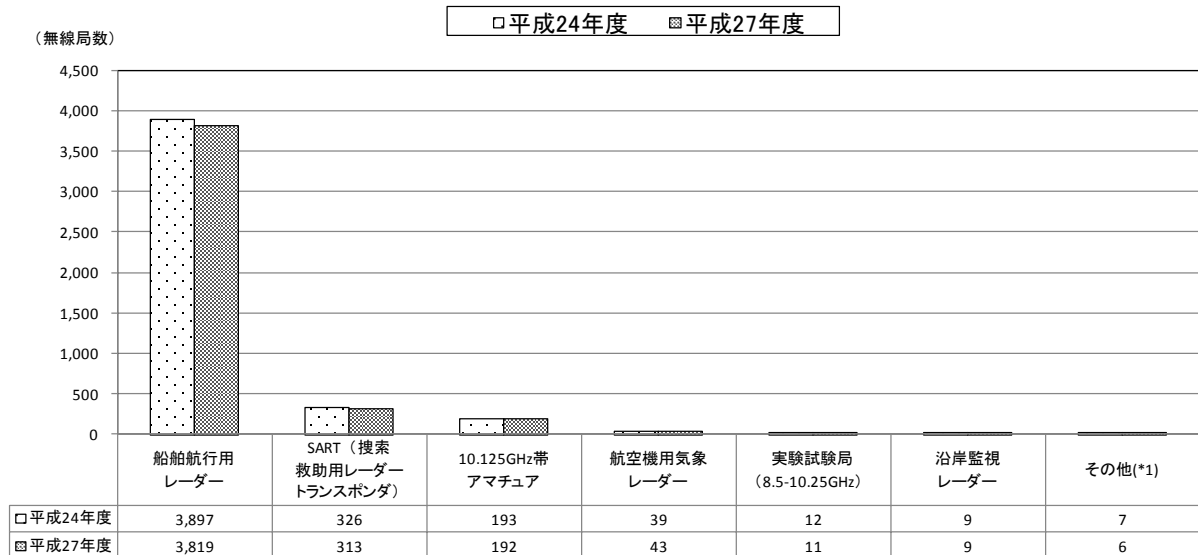 平成24年度 平成27年度
(無線局数)
4,500
4,000
3,500
3,000
2,500
2,000
1,500
1,000
500
0
船舶航行用
レーダー
SART（捜索
救助用レーダー
トランスポンダ）
10.125GHz帯
アマチュア
航空機用気象
レーダー
実験試験局
（8.5-10.25GHz）
沿岸監視
レーダー
その他(*1)
平成24年度 3,897 326 193 39 12 9 7
平成27年度 3,819 313 192 43 11 9 6